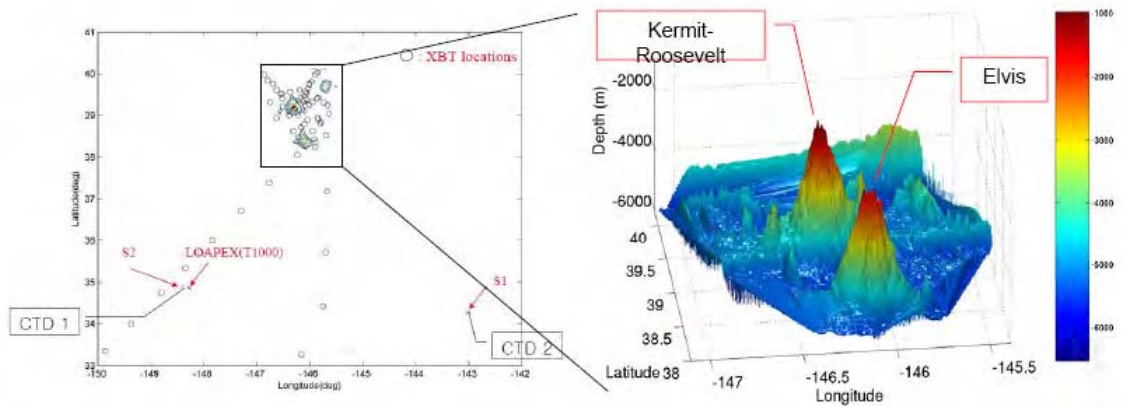 41
40
39
38
37
36
35
34
33
-150
-149
-148
-147
-146
-145
-144
-143
-142
Latitude(deg)
Longitude(deg)
: XBT locations
S2
LOAPEX(T1000)
S1
CTD 1
CTD 2
Kermit-
Roosevelt
Elvis
Depth (m)
-2000
-4000
-6000
40
39.5
39
38.5
Latitude 38
-147
-146.5
-146
-145.5
Longitude
1000
-2000
-3000
-4000
-5000
-6000